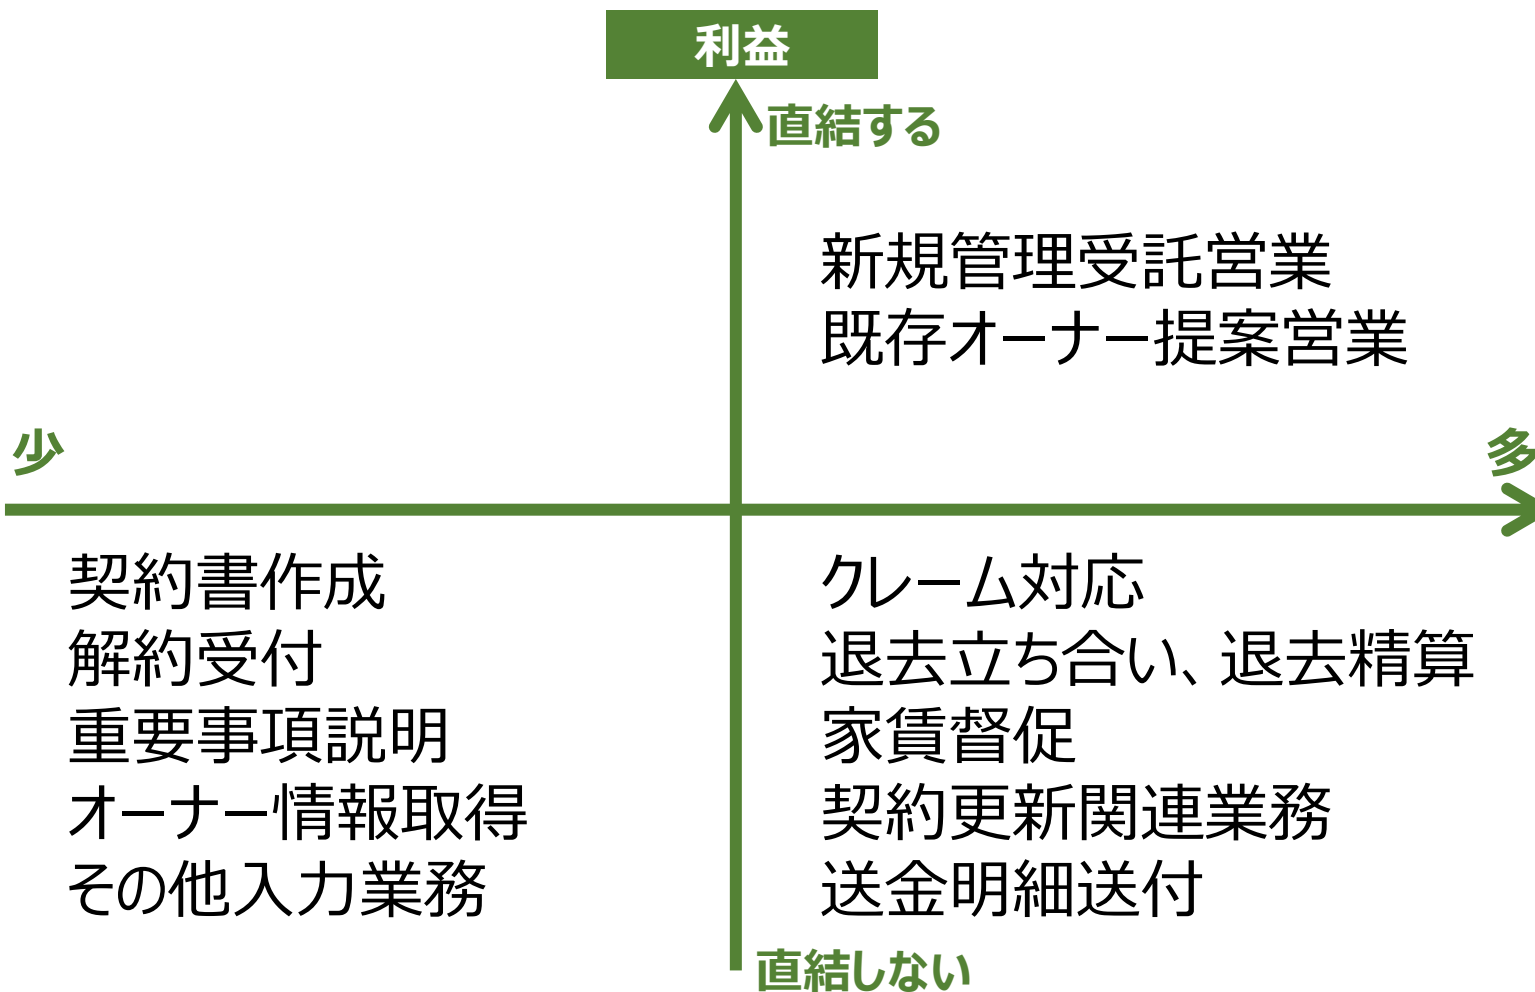 利益
直結する
新規管理受託営業
既存オーナー提案営業
少
多
契約書作成
解約受付
重要事項説明
オーナー情報取得
その他入力業務
クレーム対応
退去立ち合い、退去精算
家賃督促
契約更新関連業務
送金明細送付
直結しない